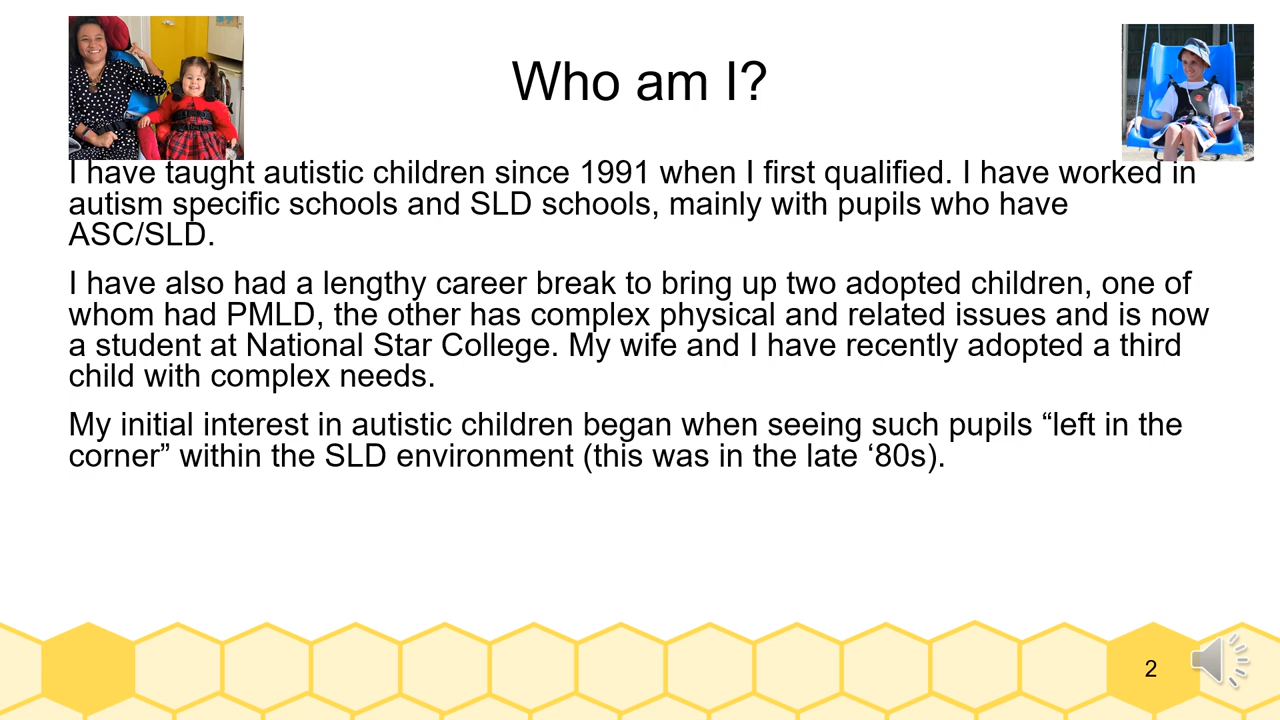 Who am I?
I have taught autistic children since 1991 when I first qualified. I have worked in
autism specific schools and SLD schools, mainly with pupils who have
ASC/SLD.
I have also had a lengthy career break to bring up two adopted children, one of
whom had PMLD, the other has complex physical and related issues and is now
a student at National Star College. My wife and I have recently adopted a third
child with complex needs.
My initial interest in autistic children began when seeing such pupils “left in the
corner” within the SLD environment (this was in the late ‘80s).
2